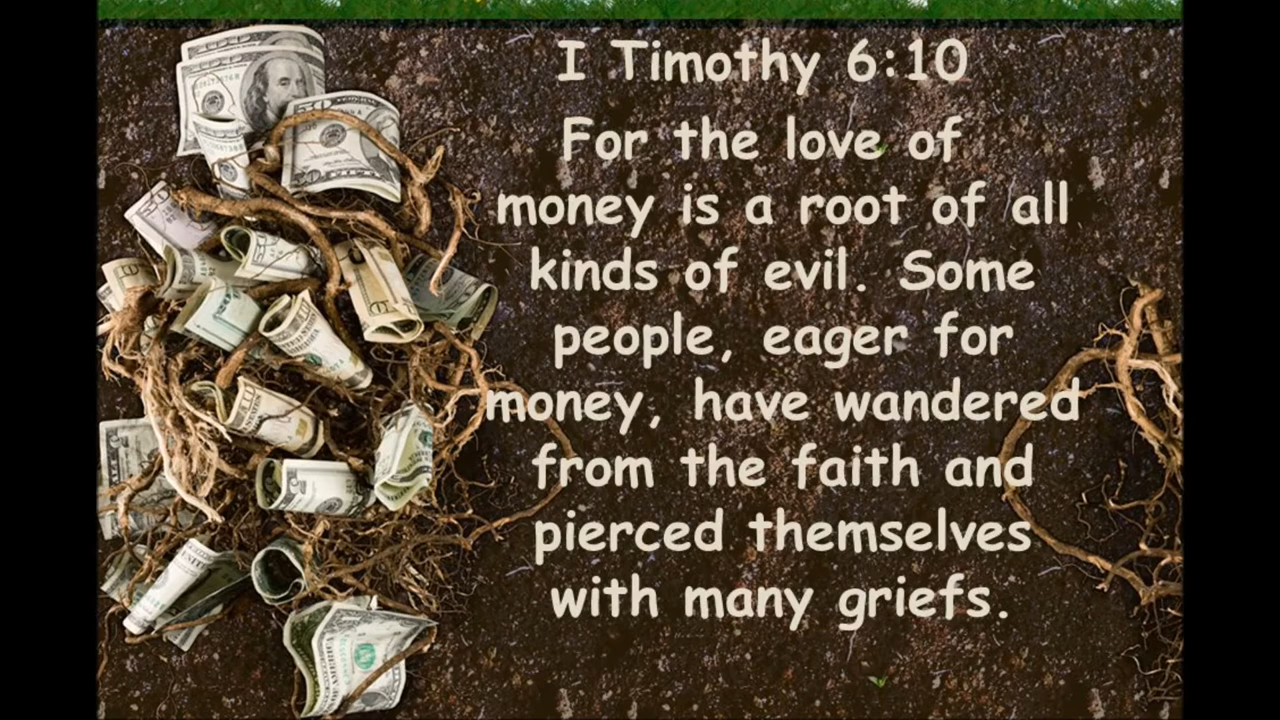 I Timothy 6:10
For the love of
money is a root of all
kinds of evil. Some
people, eager for
money, have wandered
from the faith and
pierced themselves
with many griefs.